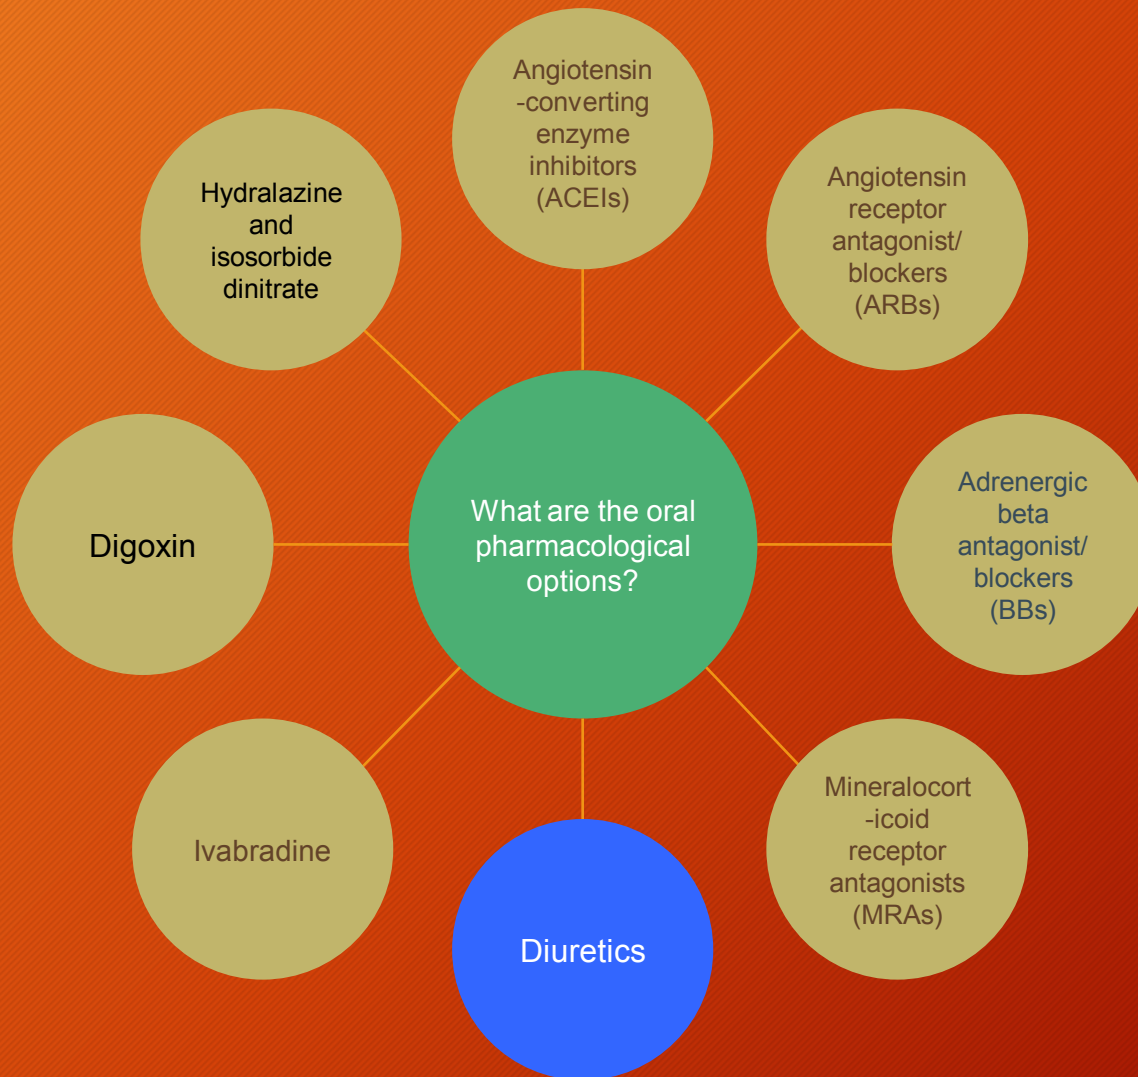 What are the oral
pharmacological
options?
Angiotensin
-converting
enzyme
inhibitors
(ACEIs)
Angiotensin
receptor
antagonist/
blockers
(ARBs)
Adrenergic
beta
antagonist/
blockers
(BBs)
Mineralocort
-icoid
receptor
antagonists
(MRAs)
Diuretics
Ivabradine
Digoxin
Hydralazine
and
isosorbide
dinitrate